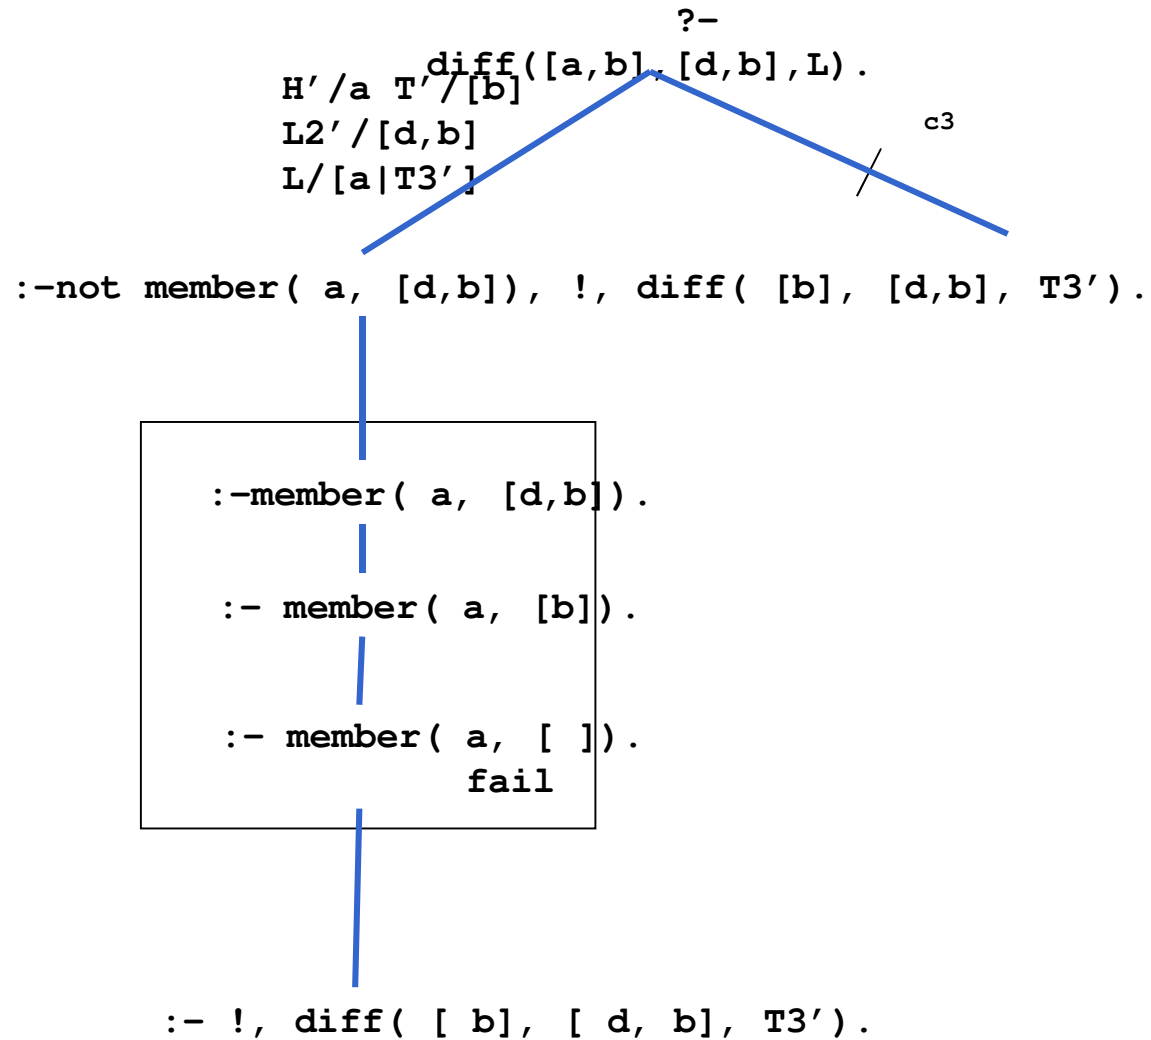 ?–
diff([a,b],[d,b],L).
H’/a T’/[b]
L2’/[d,b]
L/[a|T3’]
c3
:–not member( a, [d,b]), !, diff( [b], [d,b], T3’).
:–member( a, [d,b]).
:– member( a, [b]).
:– member( a, [ ]).
fail
:– !, diff( [ b], [ d, b], T3’).